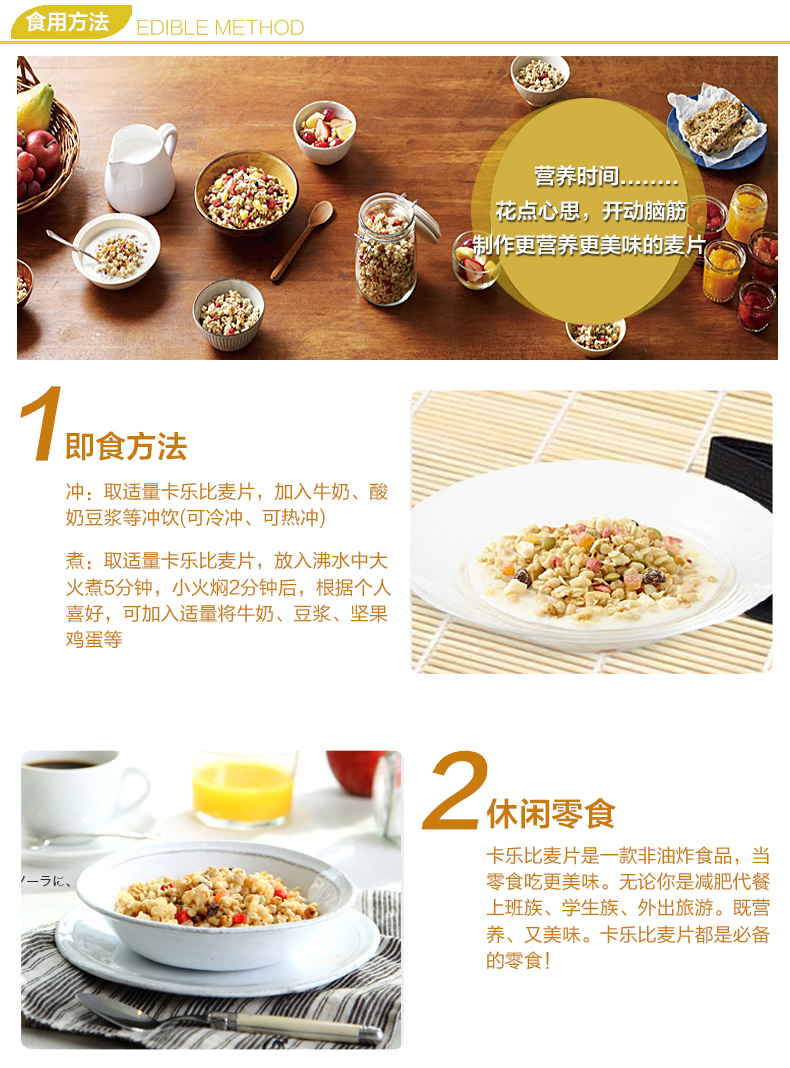 食用方法 EDIBLE METHOD
营养时间........
花点心思，开动脑筋
制作更营养更美味的麦片
1 即食方法
冲：取适量卡乐比麦片，加入牛奶、酸
奶豆浆等冲饮(可冷冲、可热冲)
煮：取适量卡乐比麦片，放入沸水中大
火煮5分钟，小火焖2分钟后，根据个人
喜好，可加入适量将牛奶、豆浆、坚果
鸡蛋等
2 休闲零食
卡乐比麦片是一款非油炸食品，当
零食吃更美味。无论你是减肥代餐
上班族、学生族、外出旅游。既营
养、又美味。卡乐比麦片都是必备
的零食！
ソーラに、